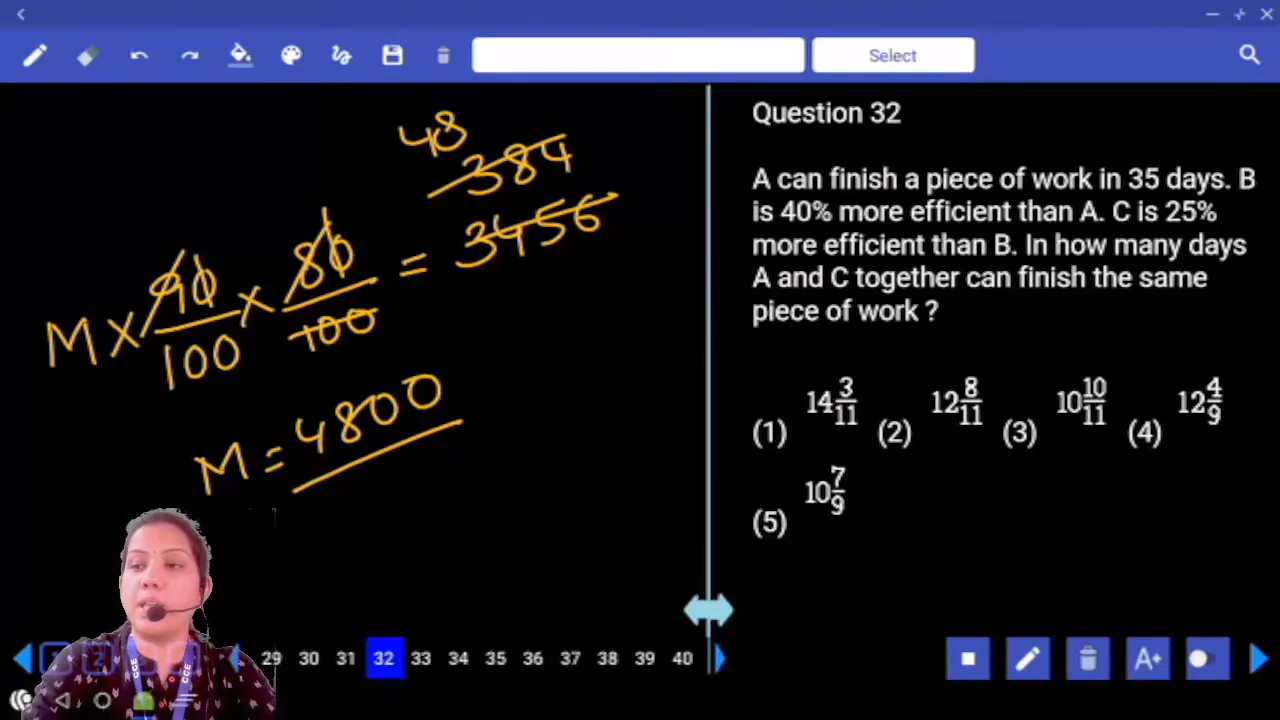 Select
48
384
3456
M × 90/100 × 80/100 =
M = 4800
Question 32
A can finish a piece of work in 35 days. B
is 40% more efficient than A. C is 25%
more efficient than B. In how many days
A and C together can finish the same
piece of work ?
(1) 14 3/11 (2) 12 8/11 (3) 10 10/11 (4) 12 4/9
(5) 10 7/9
CCE
29 30 31 32 33 34 35 36 37 38 39 40
A+